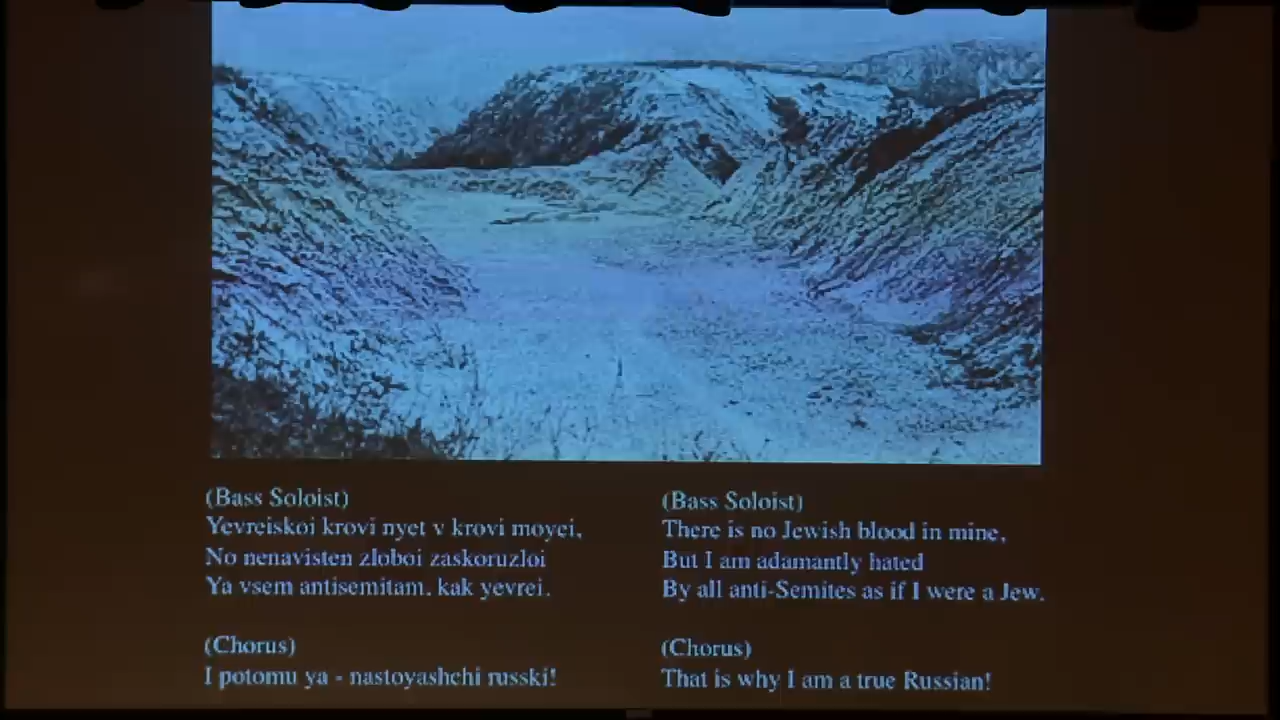 (Bass Soloist)
Yevreiskoi krovi nyet v krovi moyei,
No nenavisten zloboi zaskoruzloi
Ya vsem antisemitam, kak yevrei.
(Chorus)
I potomu ya - nastoyashchi russki!
(Bass Soloist)
There is no Jewish blood in mine,
But I am adamantly hated
By all anti-Semites as if I were a Jew.
(Chorus)
That is why I am a true Russian!